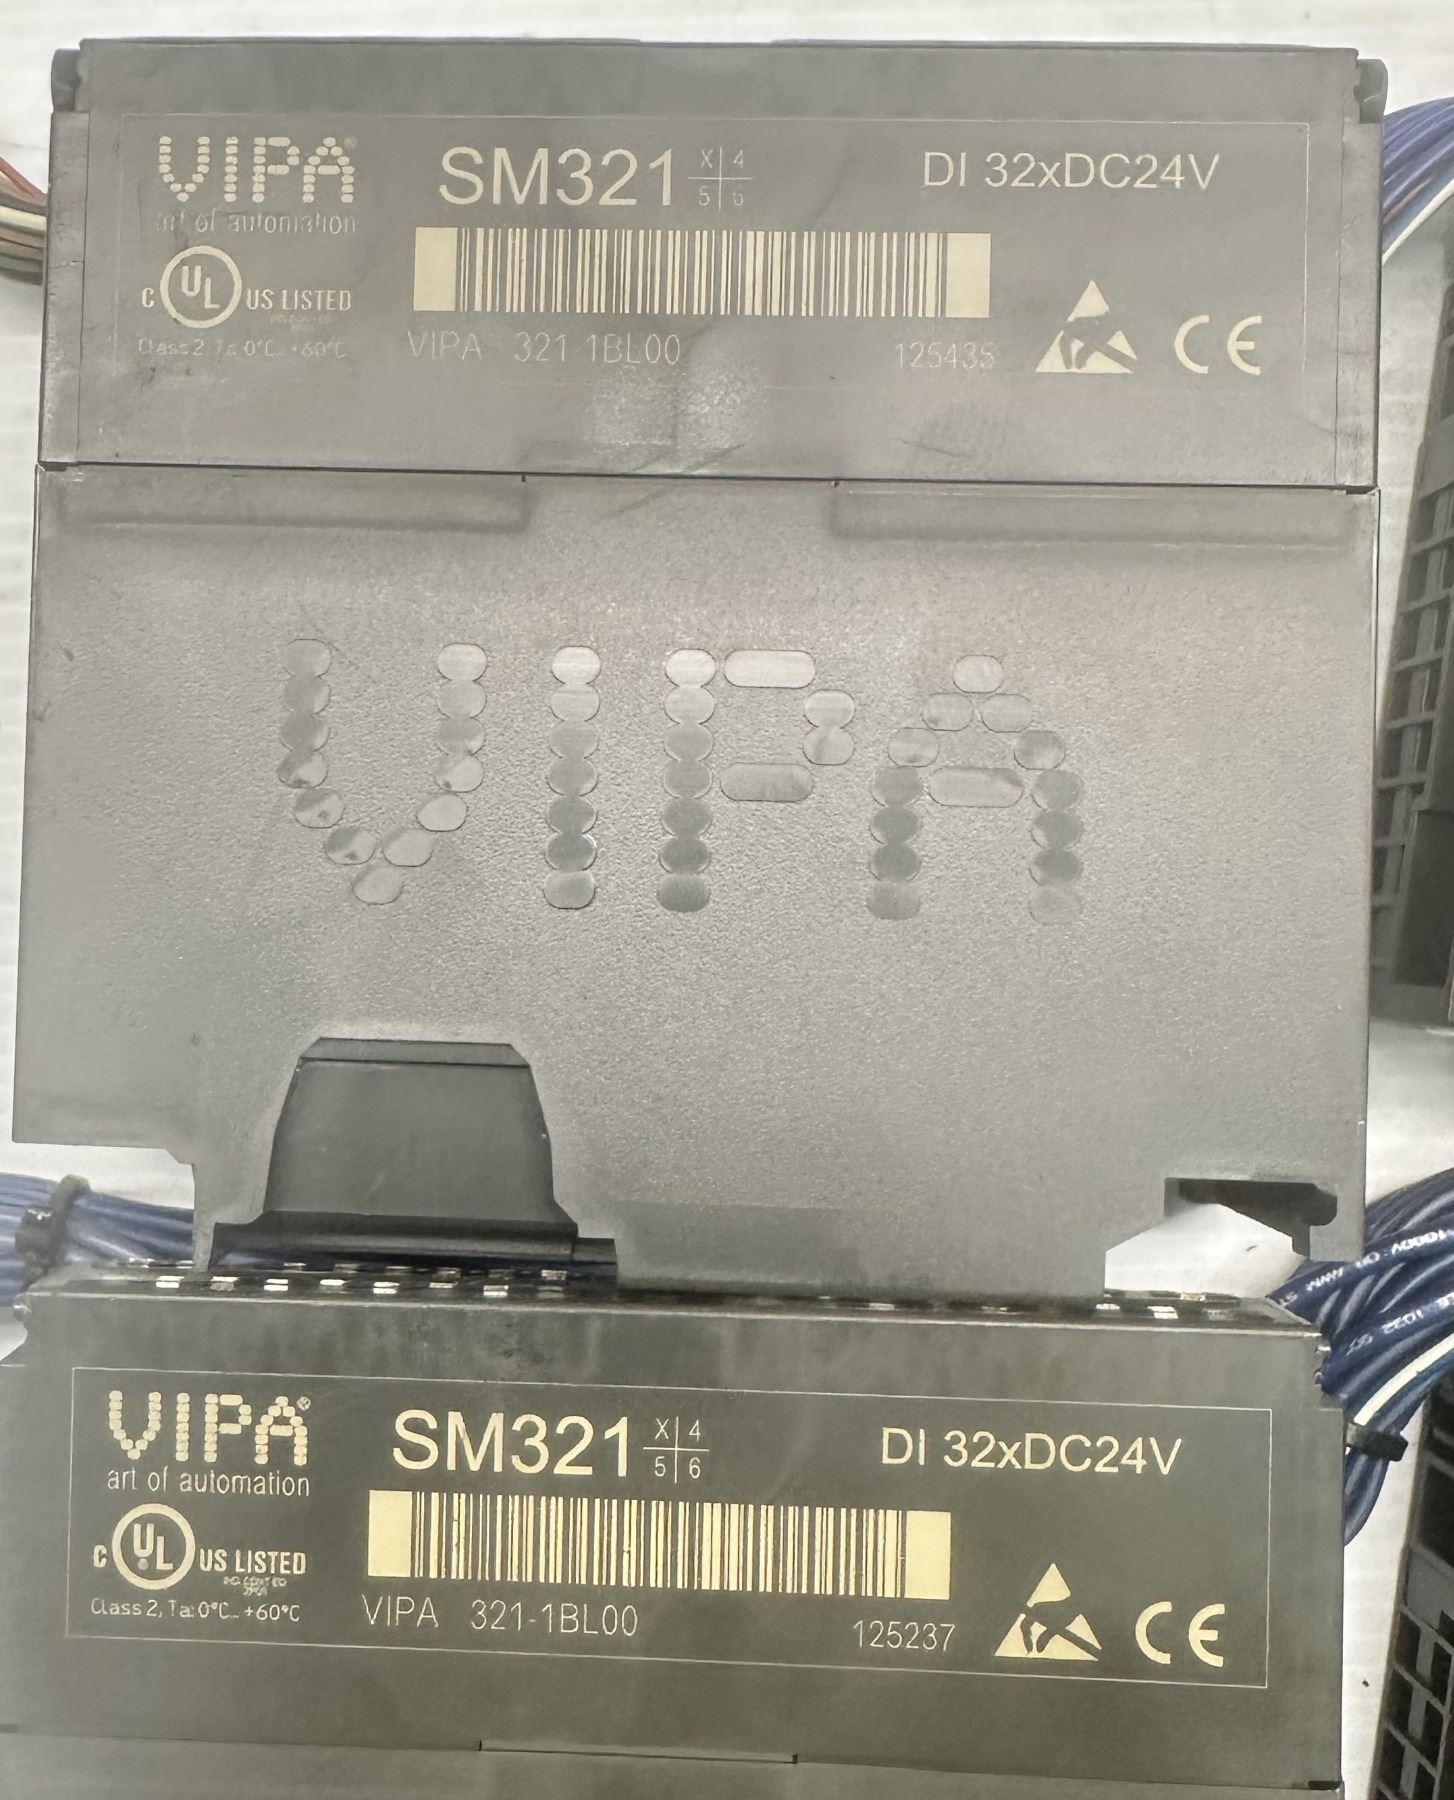 VIPA
art of automation
SM321 X 4
5 6
DI 32xDC24V
C UL US LISTED
Class 2, Ta: 0°C... +60°C
VIPA 321-1BL00
125435
CE
VIPA
VIPA®
art of automation
SM321 X 4
5 6
DI 32xDC24V
C UL US LISTED
Class 2, Ta: 0°C... +60°C
VIPA 321-1BL00
125237
CE